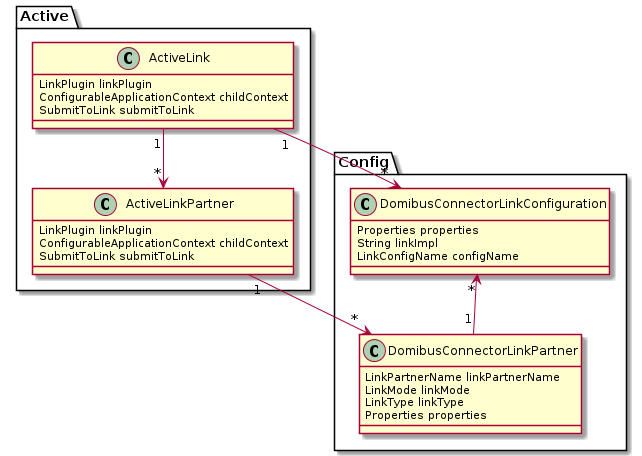 Active
C ActiveLink
LinkPlugin linkPlugin
ConfigurableApplicationContext childContext
SubmitToLink submitToLink
1
1
*
*
Config
C ActiveLinkPartner
LinkPlugin linkPlugin
ConfigurableApplicationContext childContext
SubmitToLink submitToLink
C DomibusConnectorLinkConfiguration
Properties properties
String linkImpl
LinkConfigName configName
1
*
*
1
C DomibusConnectorLinkPartner
LinkPartnerName linkPartnerName
LinkMode linkMode
LinkType linkType
Properties properties